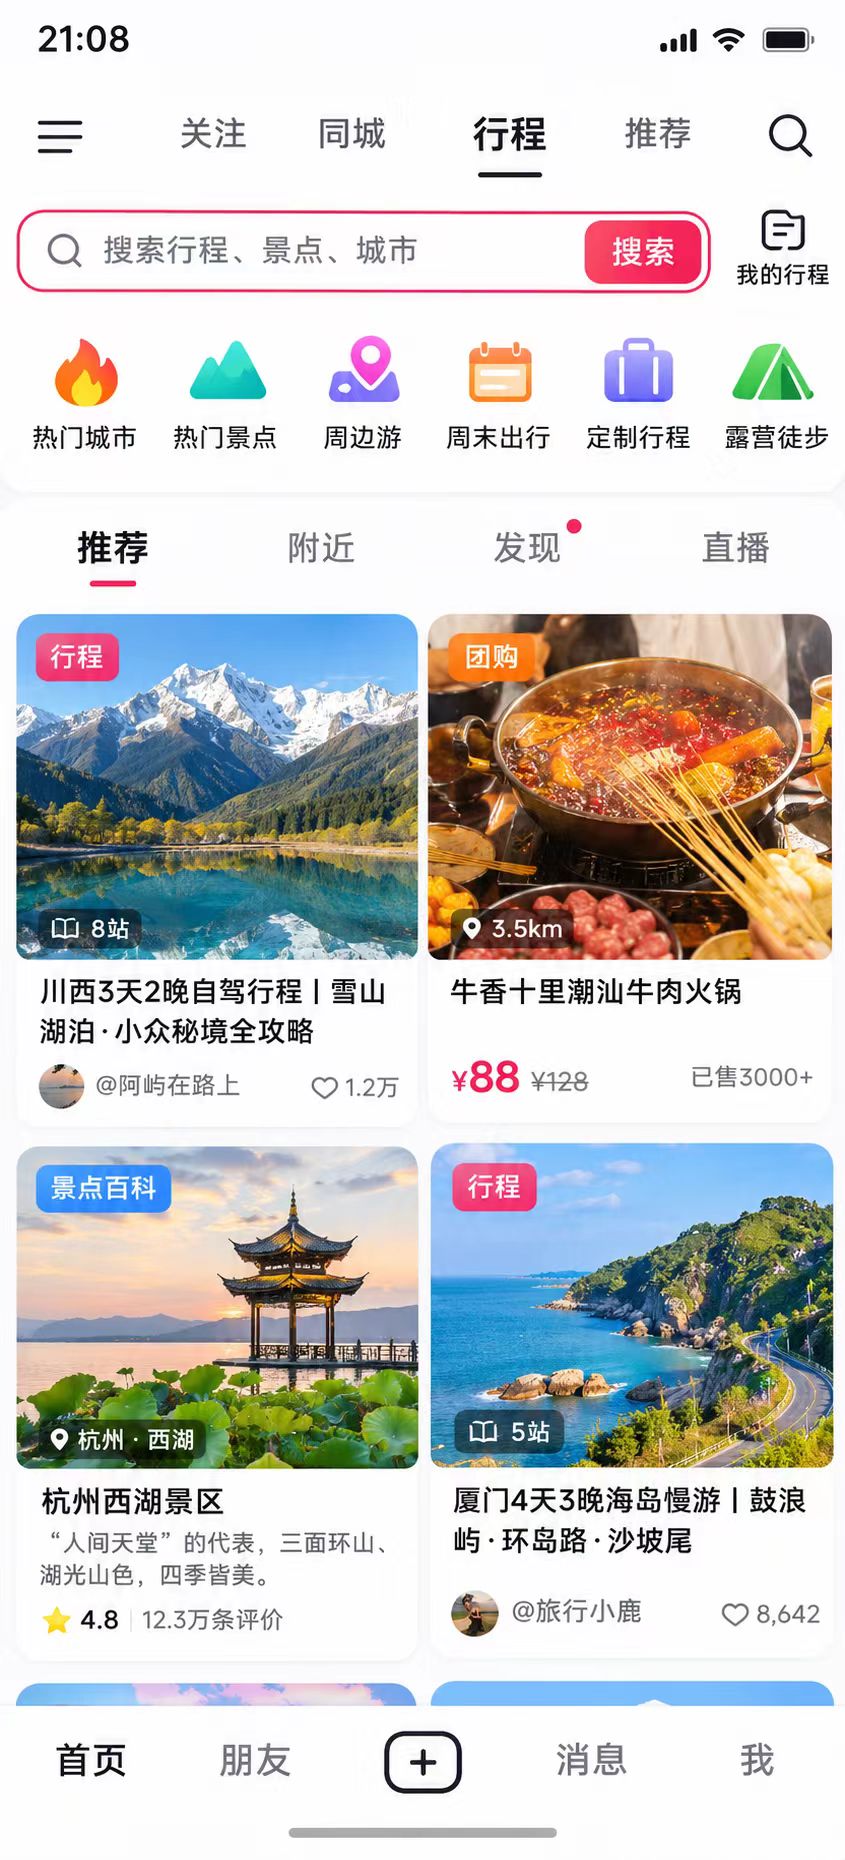 21:08
关注 同城 行程 推荐
搜索行程、景点、城市 搜索
我的行程
热门城市 热门景点 周边游 周末出行 定制行程 露营徒步
推荐 附近 发现 直播
行程
8站
川西3天2晚自驾行程丨雪山
湖泊·小众秘境全攻略
@阿屿在路上 1.2万
团购
3.5km
牛香十里潮汕牛肉火锅
¥88 ¥128 已售3000+
景点百科
杭州 · 西湖
杭州西湖景区
“人间天堂”的代表，三面环山、
湖光山色，四季皆美。
4.8 12.3万条评价
行程
5站
厦门4天3晚海岛慢游丨鼓浪
屿·环岛路·沙坡尾
@旅行小鹿 8,642
首页 朋友 消息 我